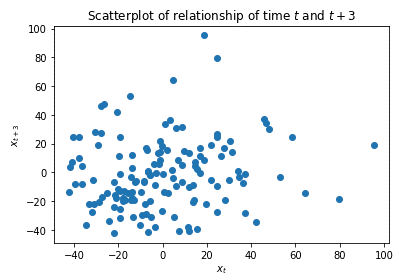 Scatterplot of relationship of time t and t + 3
100
80
60
40
20
0
−20
−40
x_{t+3}
−40 −20 0 20 40 60 80 100
x_t